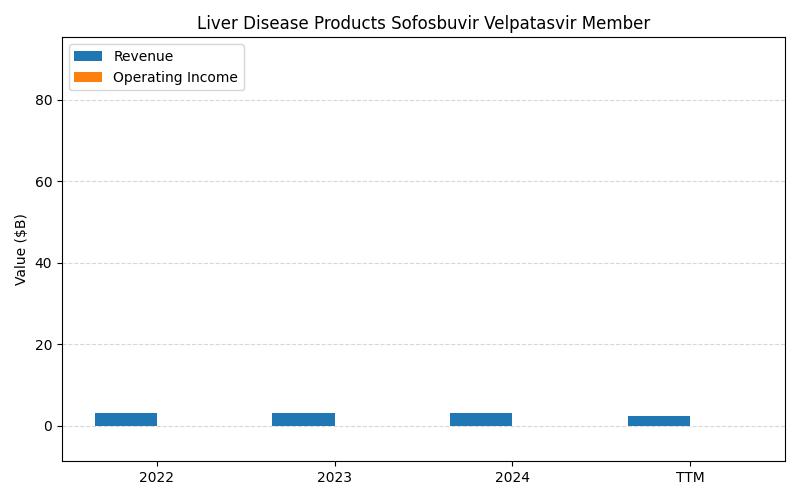 Liver Disease Products Sofosbuvir Velpatasvir Member
Revenue
Operating Income
Value ($B)
80
60
40
20
0
2022
2023
2024
TTM